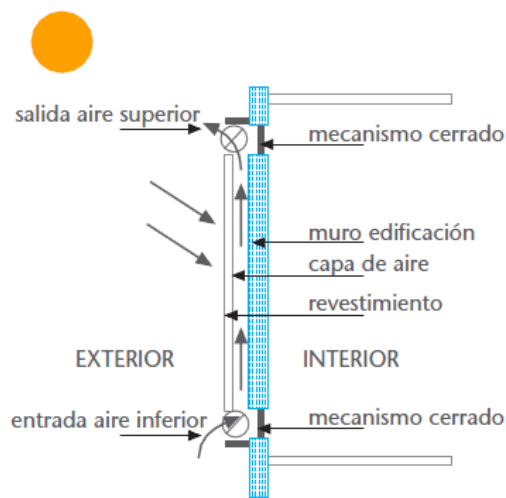 salida aire superior
mecanismo cerrado
muro edificación
capa de aire
revestimiento
EXTERIOR
INTERIOR
entrada aire inferior
mecanismo cerrado